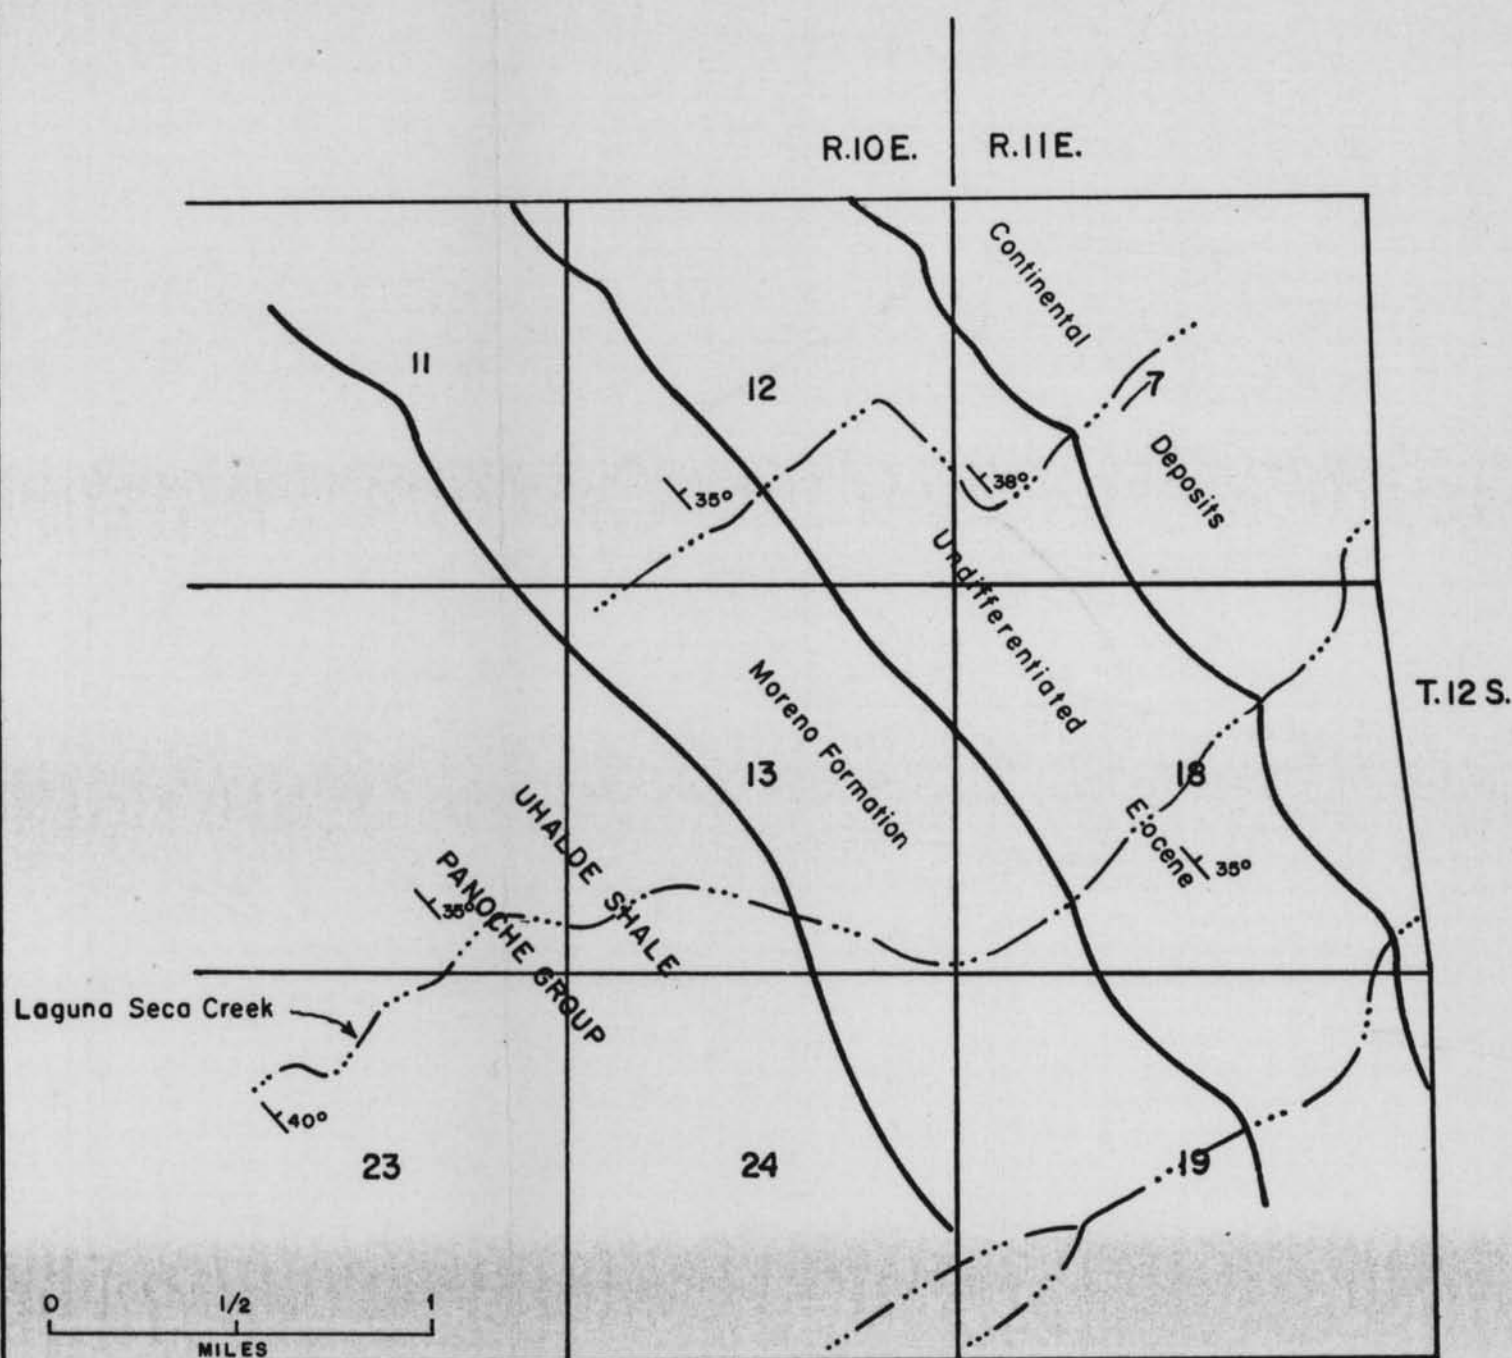 R.10E. R.11E.
Continental
11
12
7
Deposits
35°
38°
Undifferentiated
T.12 S.
Moreno Formation
13
18
UHALDE SHALE
Eocene
35°
PANOCHE GROUP
35°
Laguna Seca Creek
40°
23
24
19
0 1/2 1
MILES